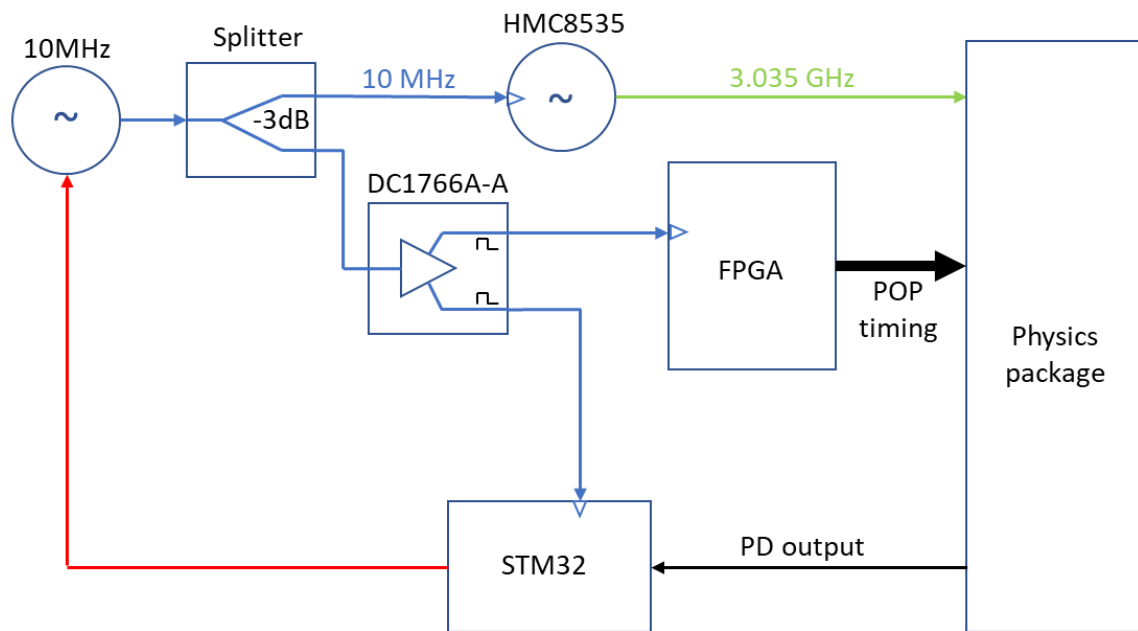 10MHz
Splitter
HMC8535
~
-3dB
10 MHz
~
3.035 GHz
DC1766A-A
FPGA
POP
timing
Physics
package
STM32
PD output